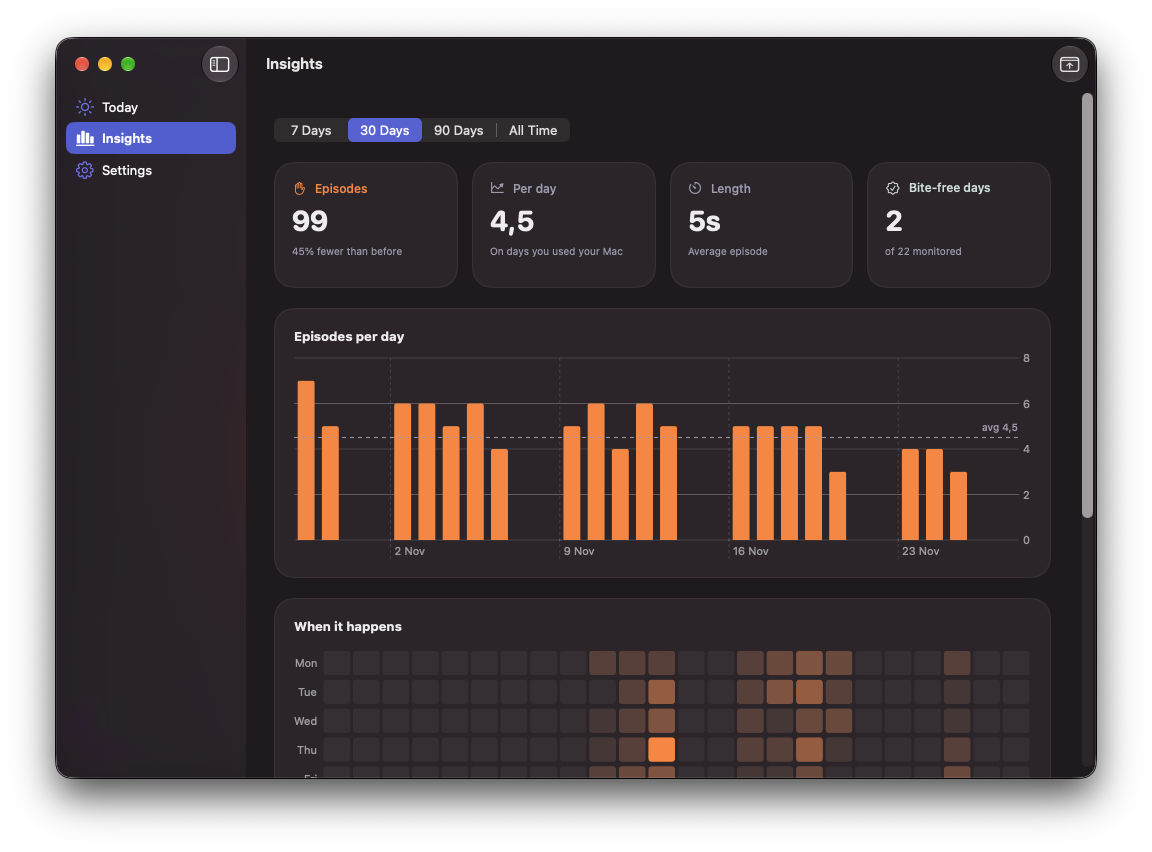 Insights
Today
Insights
Settings
7 Days 30 Days 90 Days All Time
Episodes
99
45% fewer than before
Per day
4,5
On days you used your Mac
Length
5s
Average episode
Bite-free days
2
of 22 monitored
Episodes per day
8
6
avg 4,5
4
2
0
2 Nov 9 Nov 16 Nov 23 Nov
When it happens
Mon
Tue
Wed
Thu
Fri